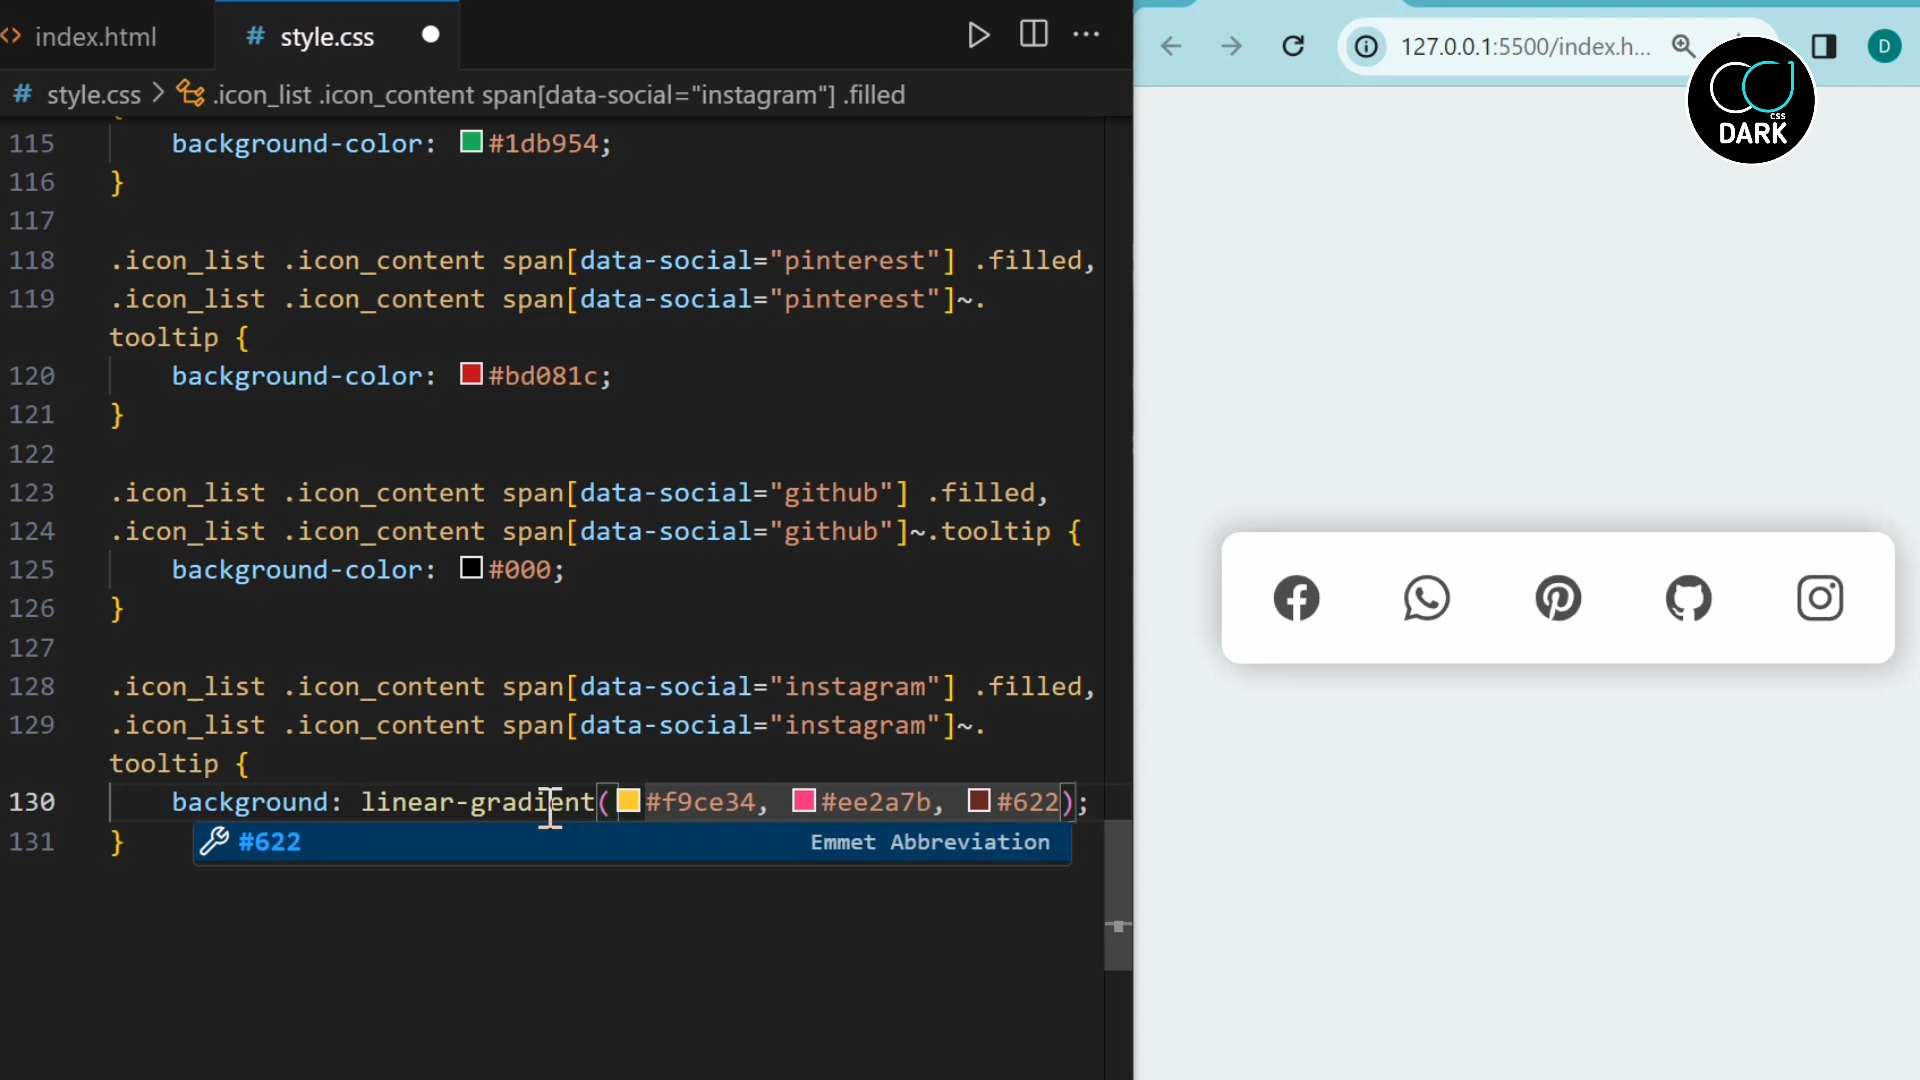 index.html
# style.css
127.0.0.1:5500/index.h...
D
CSS
DARK
# style.css > .icon_list .icon_content span[data-social="instagram"] .filled
{
115 background-color: #1db954;
116 }
117
118 .icon_list .icon_content span[data-social="pinterest"] .filled,
119 .icon_list .icon_content span[data-social="pinterest"]~.
tooltip {
120 background-color: #bd081c;
121 }
122
123 .icon_list .icon_content span[data-social="github"] .filled,
124 .icon_list .icon_content span[data-social="github"]~.tooltip {
125 background-color: #000;
126 }
127
128 .icon_list .icon_content span[data-social="instagram"] .filled,
129 .icon_list .icon_content span[data-social="instagram"]~.
tooltip {
130 background: linear-gradient(#f9ce34, #ee2a7b, #622);
131 }
#622 Emmet Abbreviation